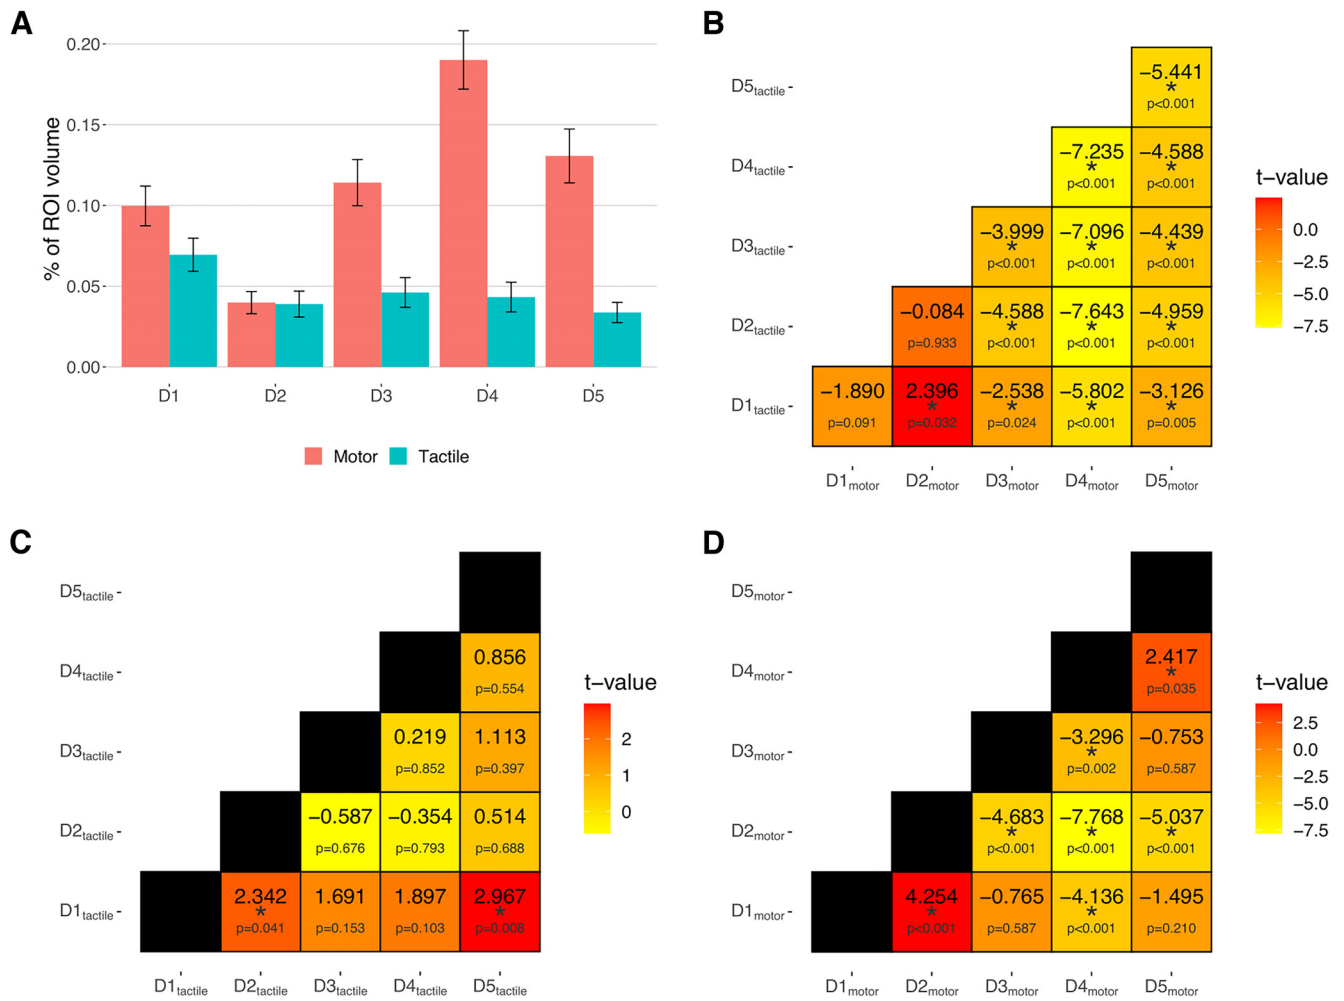 A
% of ROI volume
0.20
0.15
0.10
0.05
0.00
D1 D2 D3 D4 D5
Motor Tactile
B
D5tactile
−5.441
*
p<0.001
D4tactile
−7.235 −4.588
* *
p<0.001 p<0.001
D3tactile
−3.999 −7.096 −4.439
* * *
p<0.001 p<0.001 p<0.001
D2tactile
−0.084 −4.588 −7.643 −4.959
* * *
p=0.933 p<0.001 p<0.001 p<0.001
D1tactile
−1.890 2.396 −2.538 −5.802 −3.126
* * * *
p=0.091 p=0.032 p=0.024 p<0.001 p=0.005
D1motor D2motor D3motor D4motor D5motor
t−value
0.0
−2.5
−5.0
−7.5
C
D5tactile
D4tactile
0.856
p=0.554
D3tactile
0.219 1.113
p=0.852 p=0.397
D2tactile
−0.587 −0.354 0.514
p=0.676 p=0.793 p=0.688
D1tactile
2.342 1.691 1.897 2.967
* *
p=0.041 p=0.153 p=0.103 p=0.008
D1tactile D2tactile D3tactile D4tactile D5tactile
t−value
2
1
0
D
D5motor
D4motor
2.417
*
p=0.035
D3motor
−3.296 −0.753
*
p=0.002 p=0.587
D2motor
−4.683 −7.768 −5.037
* * *
p<0.001 p<0.001 p<0.001
D1motor
4.254 −0.765 −4.136 −1.495
* *
p<0.001 p=0.587 p<0.001 p=0.210
D1motor D2motor D3motor D4motor D5motor
t−value
2.5
0.0
−2.5
−5.0
−7.5